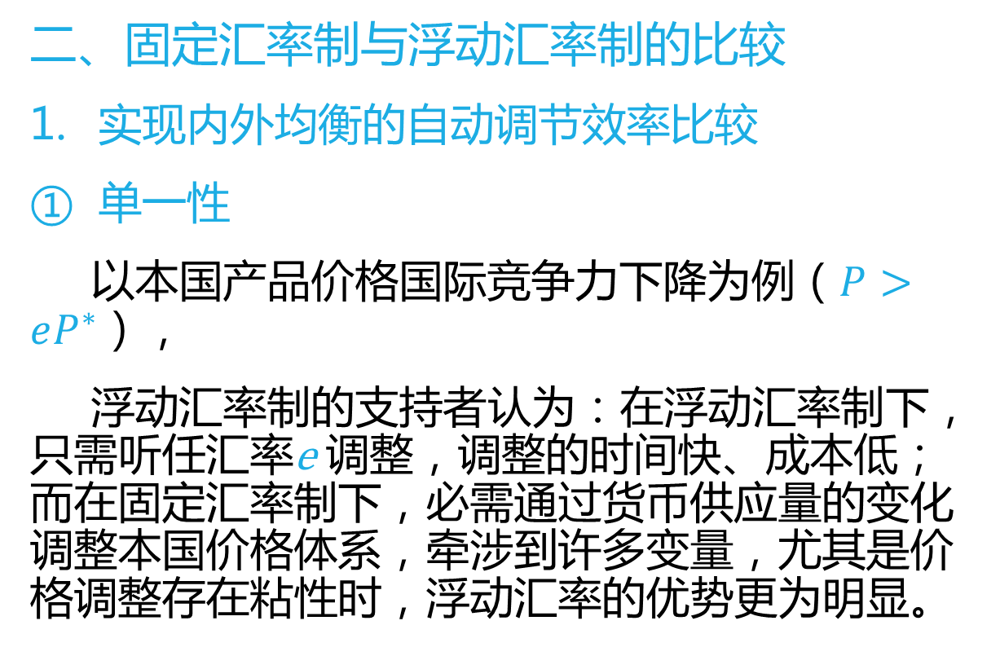 二、固定汇率制与浮动汇率制的比较
1. 实现内外均衡的自动调节效率比较
① 单一性
以本国产品价格国际竞争力下降为例（P >
eP*），
浮动汇率制的支持者认为：在浮动汇率制下，
只需听任汇率e调整，调整的时间快、成本低；
而在固定汇率制下，必需通过货币供应量的变化
调整本国价格体系，牵涉到许多变量，尤其是价
格调整存在粘性时，浮动汇率的优势更为明显。